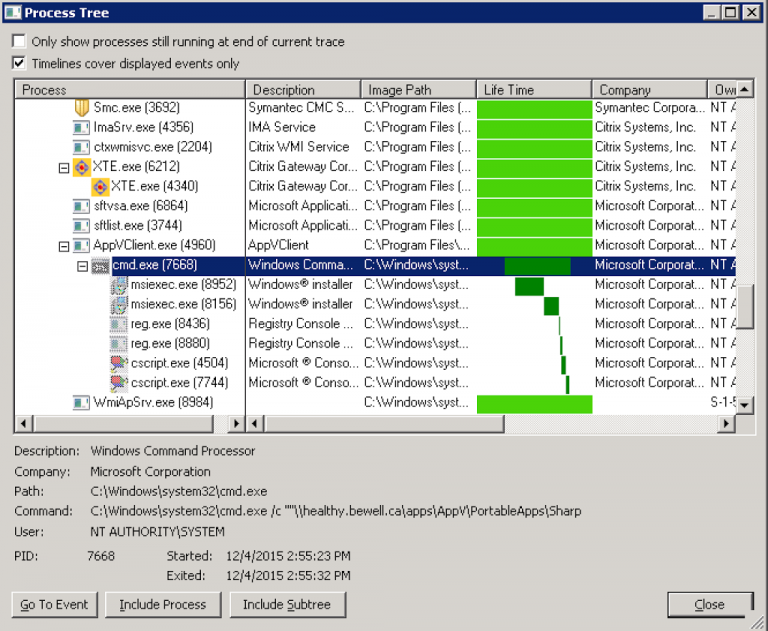 Process Tree
Only show processes still running at end of current trace
Timelines cover displayed events only
Process Description Image Path Life Time Company Own
Smc.exe (3692) Symantec CMC S... C:\Program Files (... Symantec Corpora... NT A
ImaSrv.exe (4356) IMA Service C:\Program Files (... Citrix Systems, Inc. NT A
ctxwmisvc.exe (2204) Citrix WMI Service C:\Program Files (... Citrix Systems, Inc. NT A
XTE.exe (6212) Citrix Gateway Cor... C:\Program Files (... Citrix Systems, Inc. NT A
XTE.exe (4340) Citrix Gateway Cor... C:\Program Files (... Citrix Systems, Inc. NT A
sftvsa.exe (6864) Microsoft Applicati... C:\Program Files (... Microsoft Corporat... NT A
sftlist.exe (3744) Microsoft Applicati... C:\Program Files (... Microsoft Corporat... NT A
AppVClient.exe (4960) AppVClient C:\Program Files\... Microsoft Corporat... NT A
cmd.exe (7668) Windows Comma... C:\Windows\syst... Microsoft Corporat... NT A
msiexec.exe (8952) Windows® installer C:\Windows\syst... Microsoft Corporat... NT A
msiexec.exe (8156) Windows® installer C:\Windows\syst... Microsoft Corporat... NT A
reg.exe (8436) Registry Console ... C:\Windows\syst... Microsoft Corporat... NT A
reg.exe (8880) Registry Console ... C:\Windows\syst... Microsoft Corporat... NT A
cscript.exe (4504) Microsoft ® Conso... C:\Windows\syst... Microsoft Corporat... NT A
cscript.exe (7744) Microsoft ® Conso... C:\Windows\syst... Microsoft Corporat... NT A
WmiApSrv.exe (8984) C:\Windows\syst... S-1-5
Description: Windows Command Processor
Company: Microsoft Corporation
Path: C:\Windows\system32\cmd.exe
Command: C:\Windows\system32\cmd.exe /c ""\\healthy.bewell.ca\apps\AppV\PortableApps\Sharp
User: NT AUTHORITY\SYSTEM
PID: 7668 Started: 12/4/2015 2:55:23 PM
Exited: 12/4/2015 2:55:32 PM
Go To Event Include Process Include Subtree Close